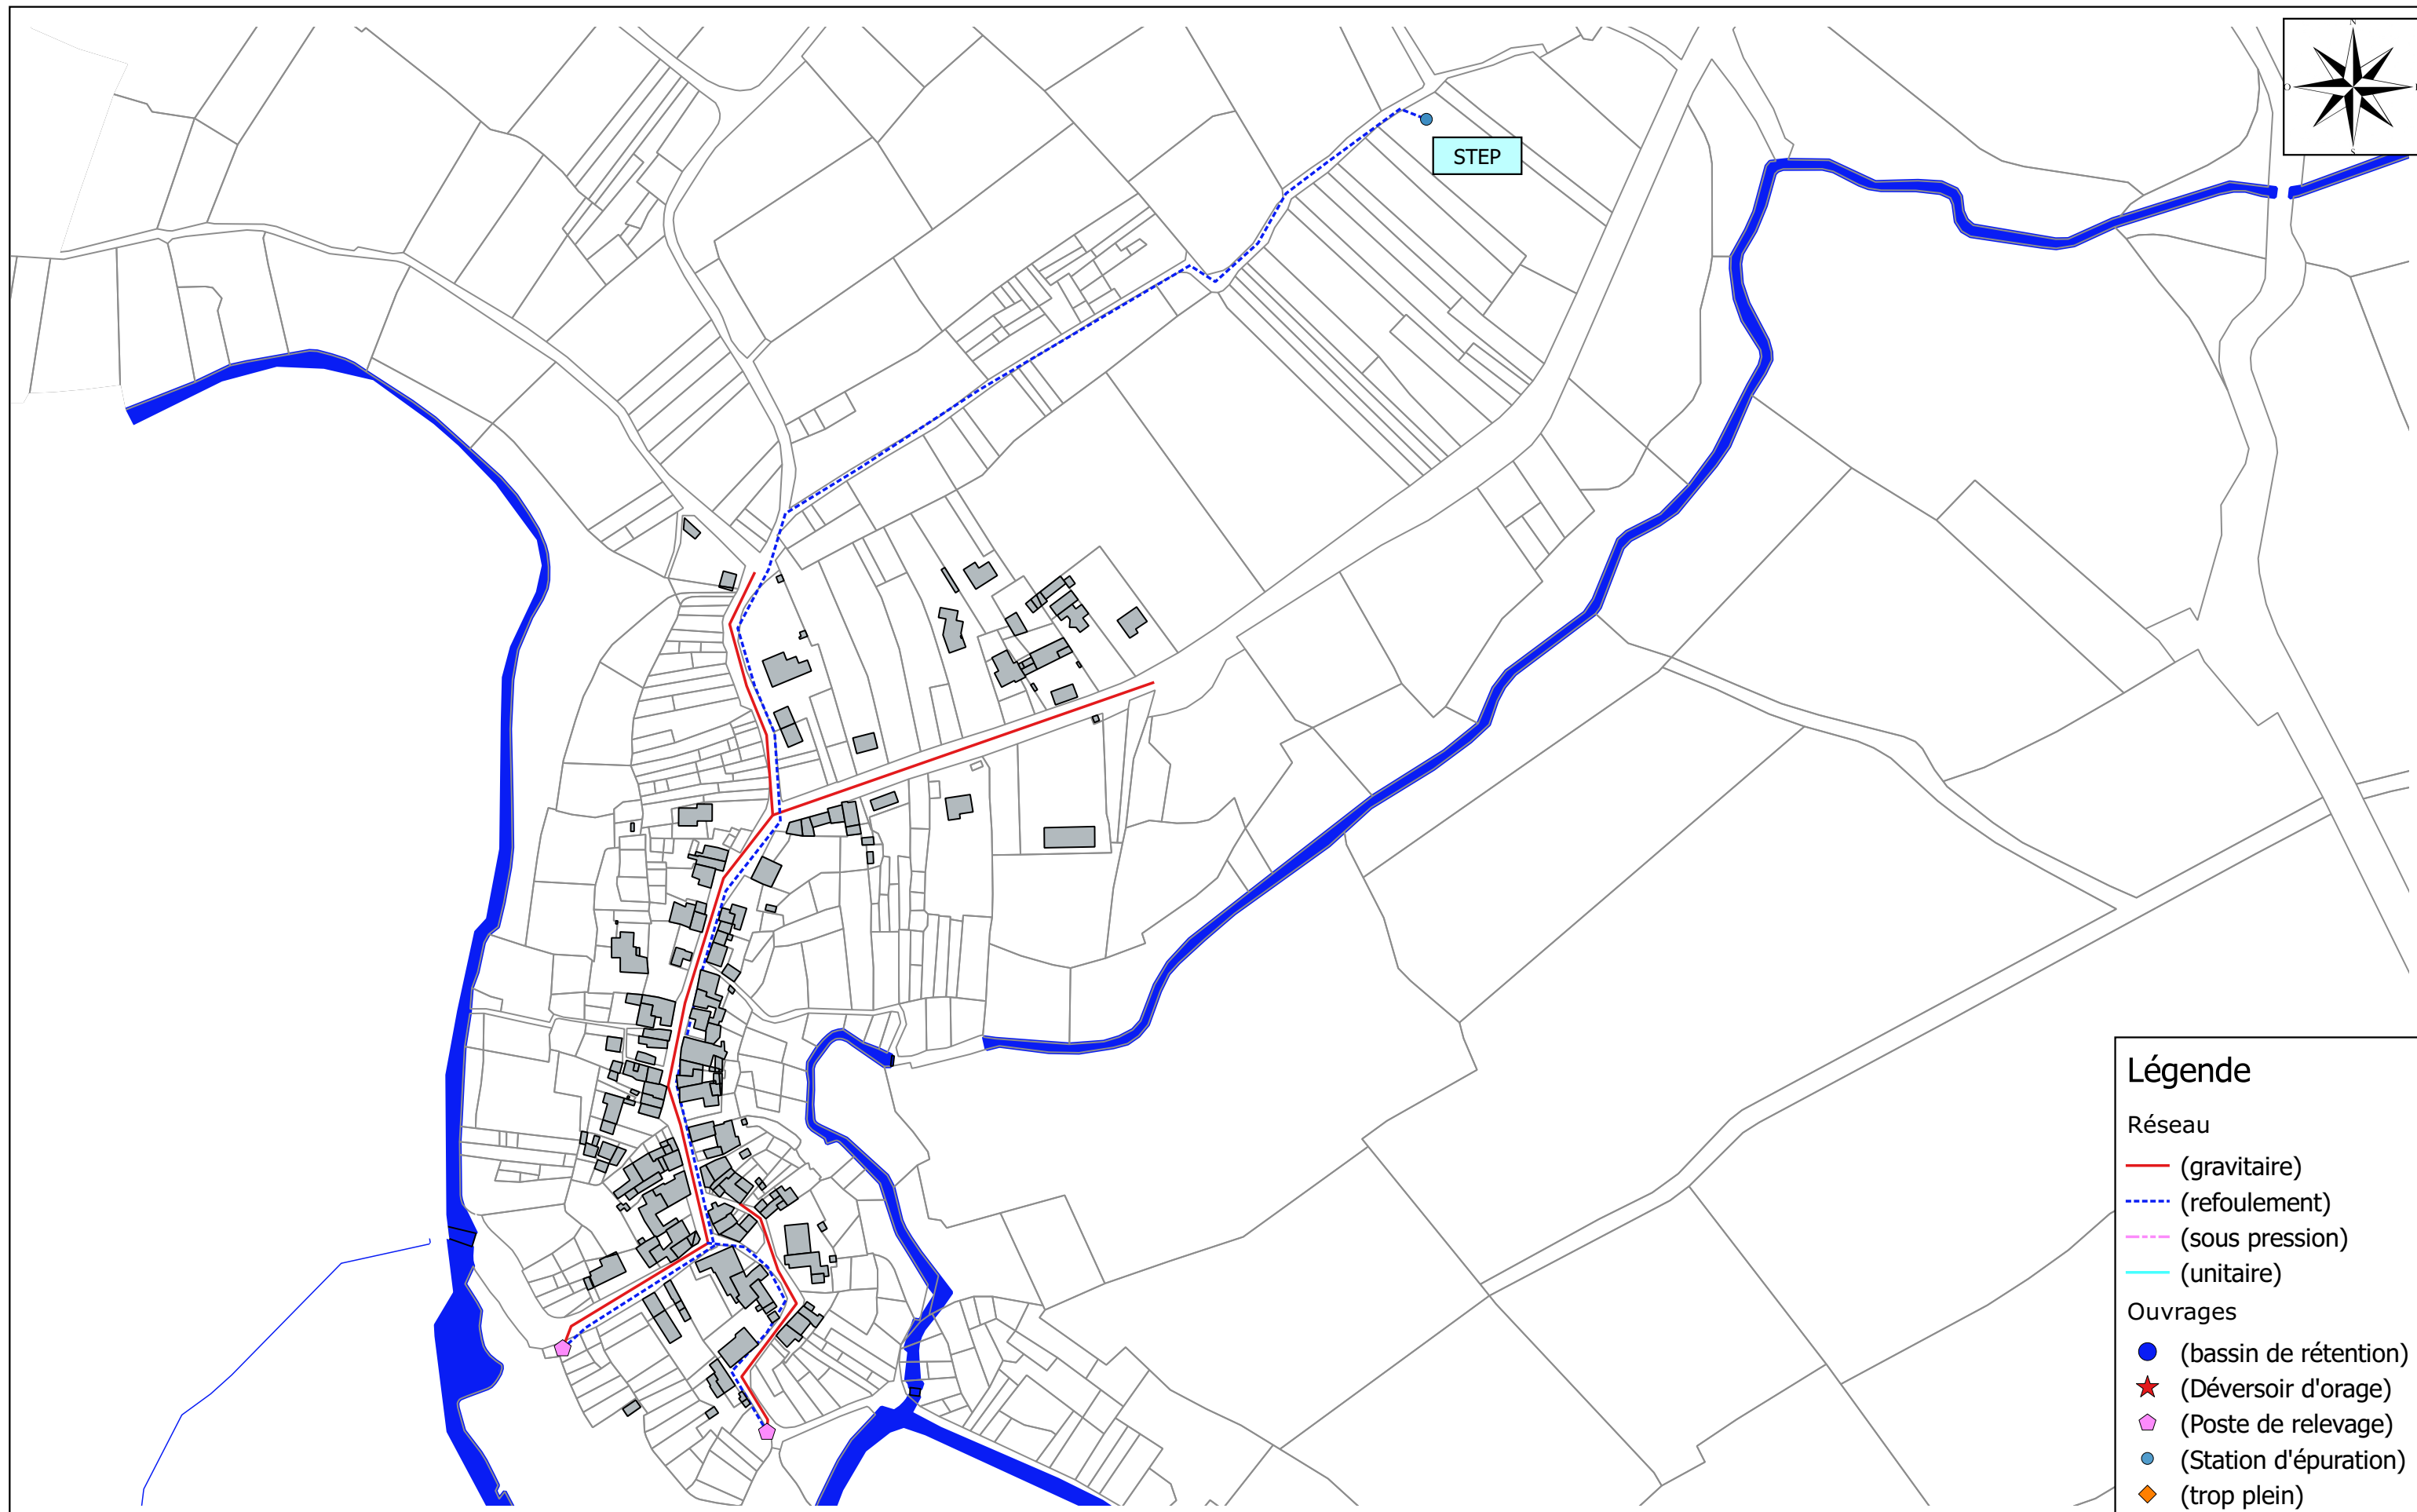 N
O
S
STEP
Légende
Réseau
(gravitaire)
(refoulement)
(sous pression)
(unitaire)
Ouvrages
(bassin de rétention)
(Déversoir d'orage)
(Poste de relevage)
(Station d'épuration)
(trop plein)